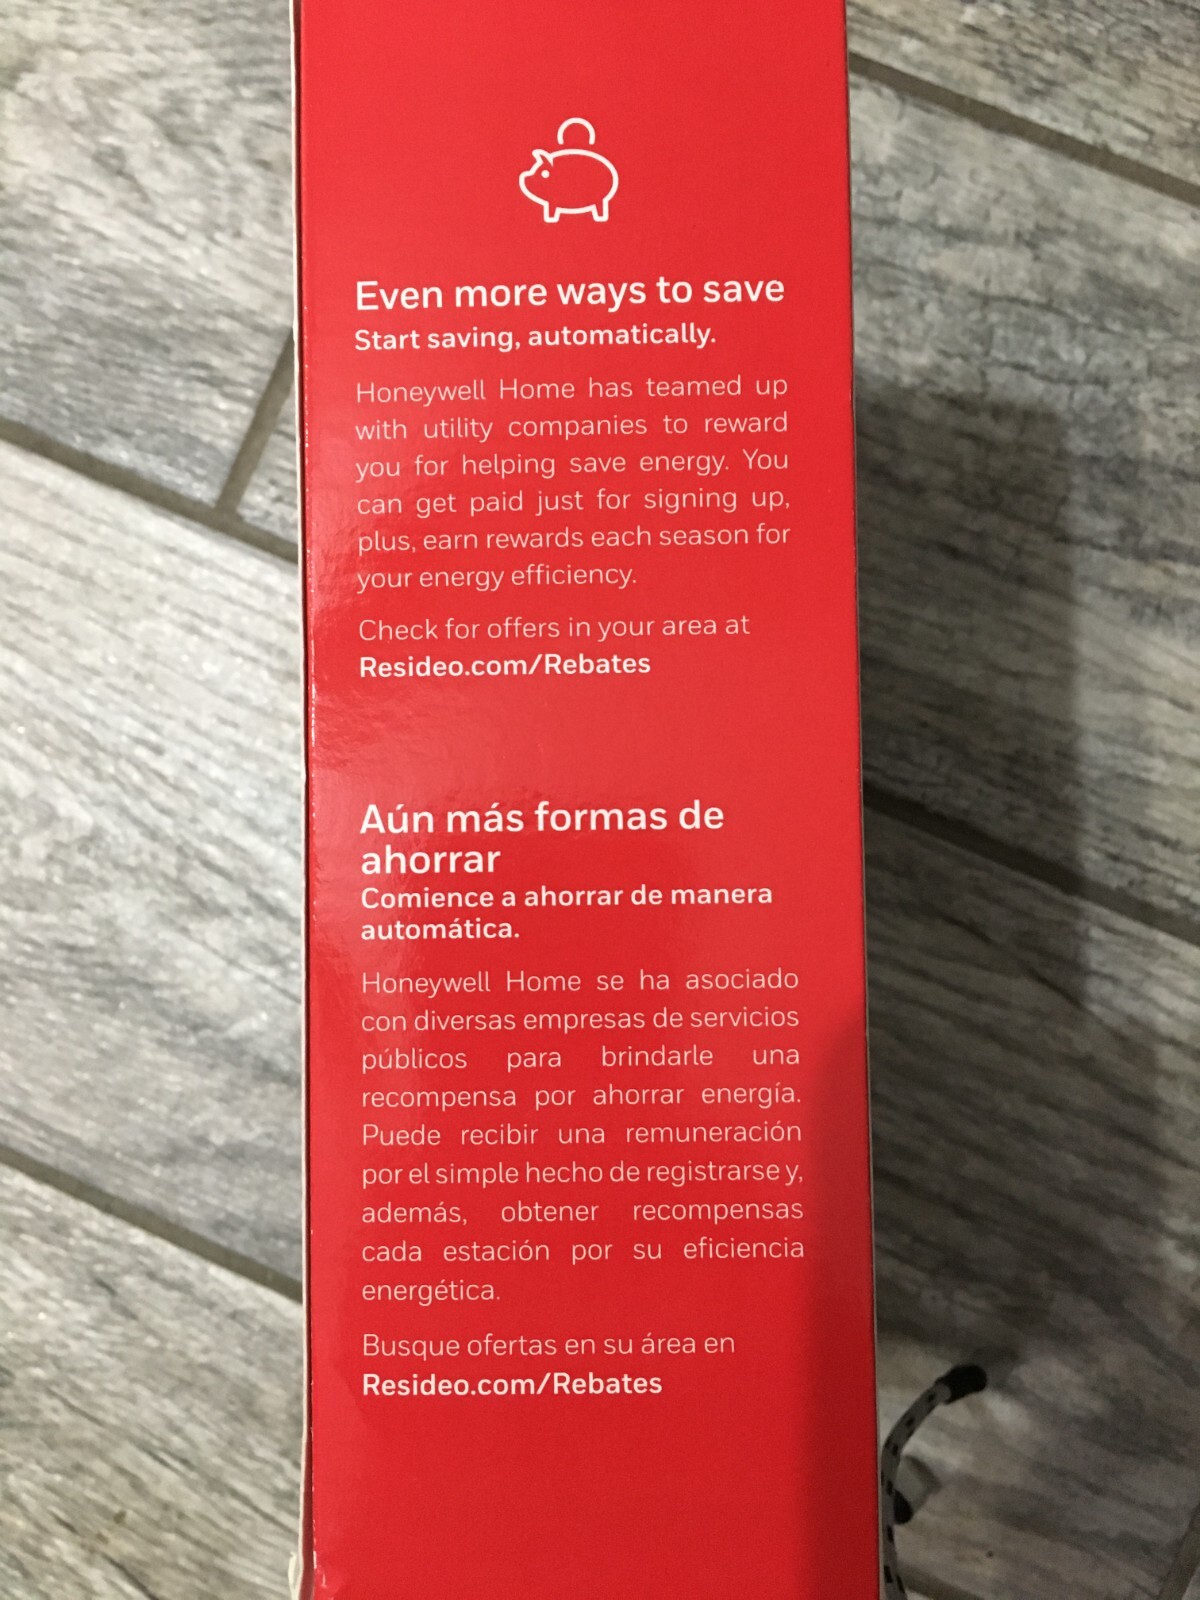 Even more ways to save
Start saving, automatically.
Honeywell Home has teamed up
with utility companies to reward
you for helping save energy. You
can get paid just for signing up,
plus, earn rewards each season for
your energy efficiency.
Check for offers in your area at
Resideo.com/Rebates
Aún más formas de
ahorrar
Comience a ahorrar de manera
automática.
Honeywell Home se ha asociado
con diversas empresas de servicios
públicos para brindarle una
recompensa por ahorrar energía.
Puede recibir una remuneración
por el simple hecho de registrarse y,
además, obtener recompensas
cada estación por su eficiencia
energética.
Busque ofertas en su área en
Resideo.com/Rebates